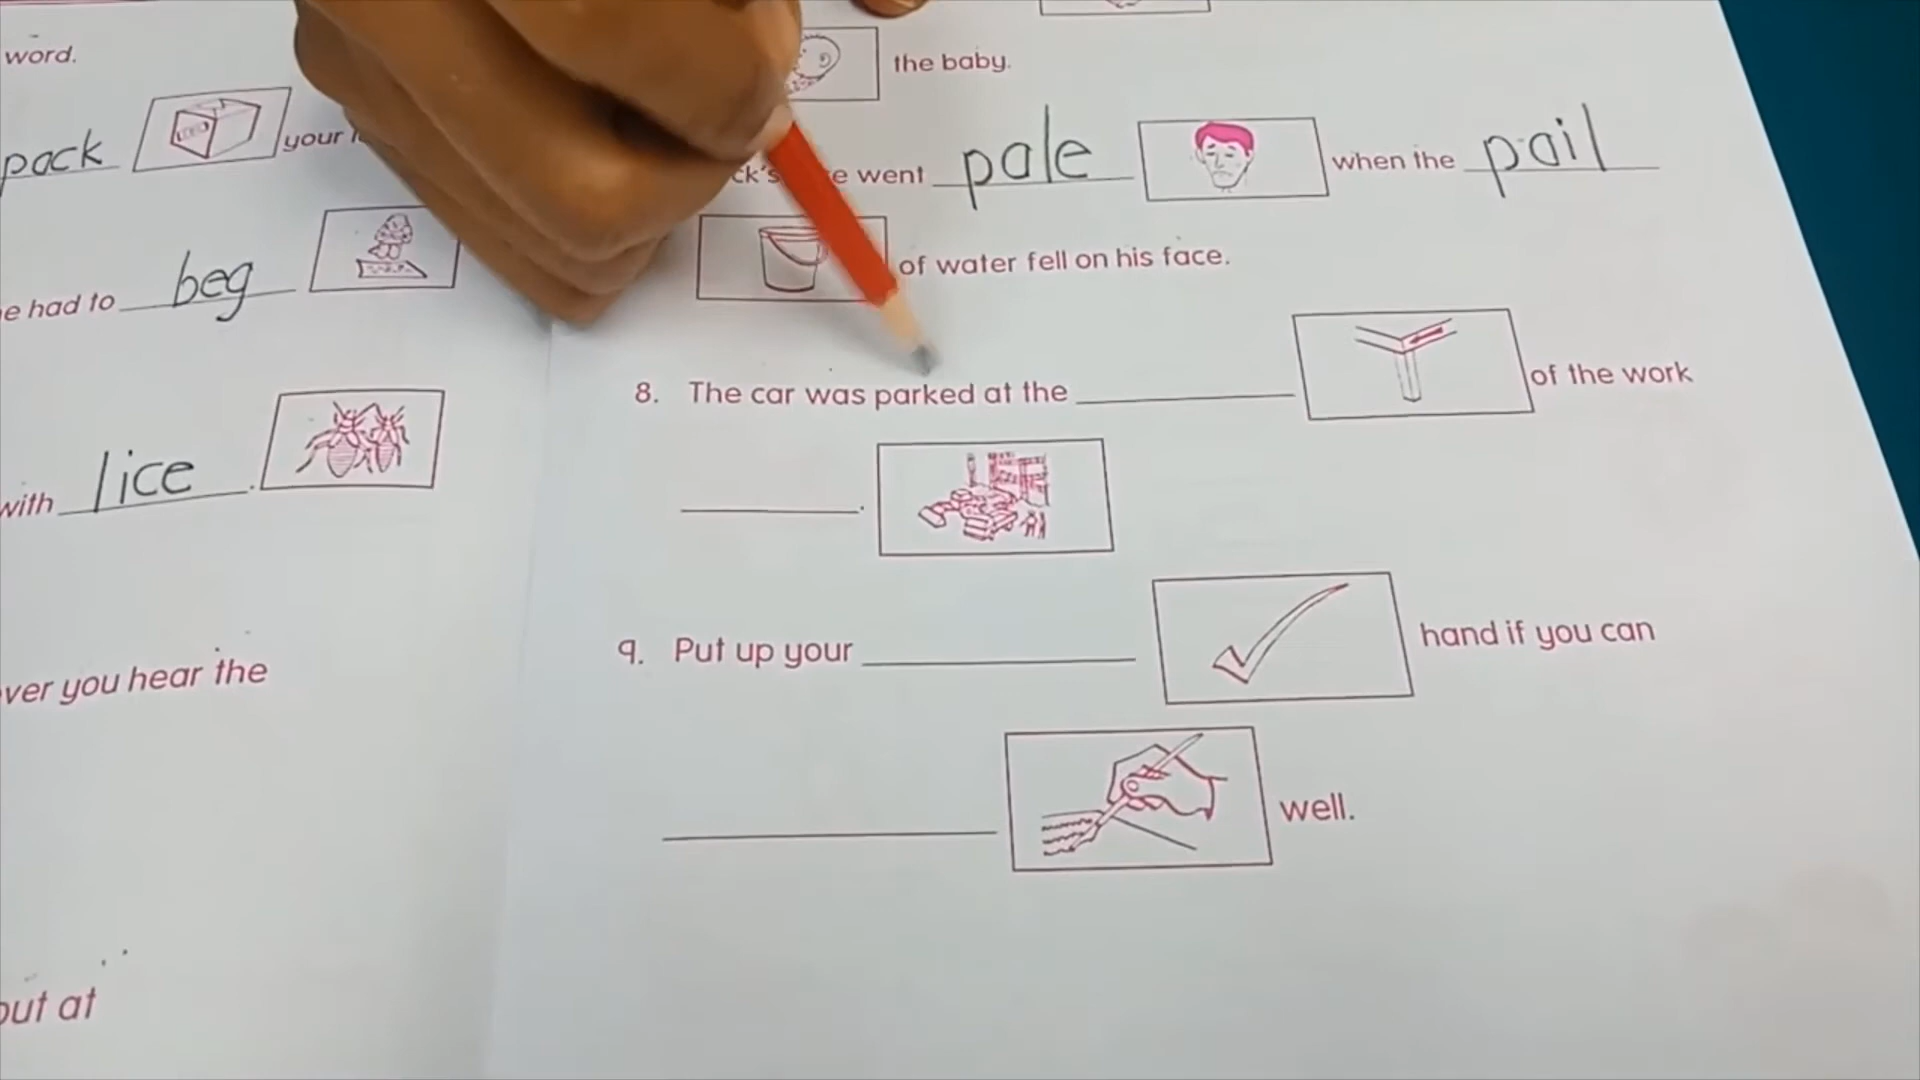 word.
pack your
e had to beg
with lice .
ver you hear the
out at
the baby.
ck's e went pale when the pail
of water fell on his face.
8. The car was parked at the of the work
.
9. Put up your hand if you can
well.